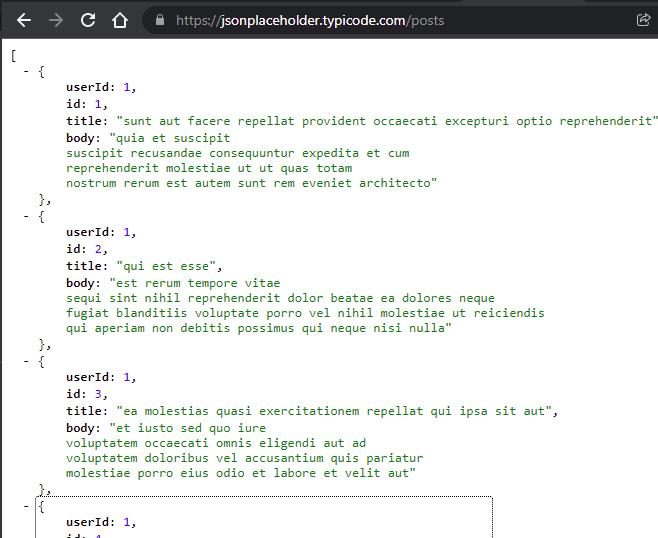 https://jsonplaceholder.typicode.com/posts
[
- {
userId: 1,
id: 1,
title: "sunt aut facere repellat provident occaecati excepturi optio reprehenderit"
body: "quia et suscipit
suscipit recusandae consequuntur expedita et cum
reprehenderit molestiae ut ut quas totam
nostrum rerum est autem sunt rem eveniet architecto"
},
- {
userId: 1,
id: 2,
title: "qui est esse",
body: "est rerum tempore vitae
sequi sint nihil reprehenderit dolor beatae ea dolores neque
fugiat blanditiis voluptate porro vel nihil molestiae ut reiciendis
qui aperiam non debitis possimus qui neque nisi nulla"
},
- {
userId: 1,
id: 3,
title: "ea molestias quasi exercitationem repellat qui ipsa sit aut",
body: "et iusto sed quo iure
voluptatem occaecati omnis eligendi aut ad
voluptatem doloribus vel accusantium quis pariatur
molestiae porro eius odio et labore et velit aut"
},
- {
userId: 1,
id: 4,